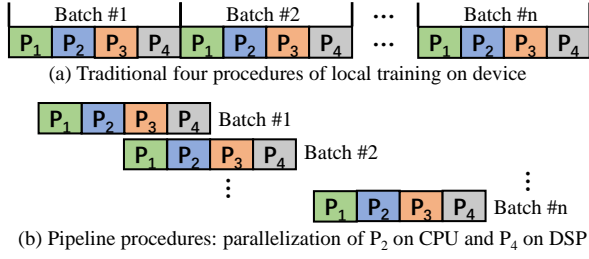 Batch #1 Batch #2 ... Batch #n
P₁ P₂ P₃ P₄ P₁ P₂ P₃ P₄ ... P₁ P₂ P₃ P₄
(a) Traditional four procedures of local training on device
P₁ P₂ P₃ P₄ Batch #1
P₁ P₂ P₃ P₄ Batch #2
P₁ P₂ P₃ P₄ Batch #n
(b) Pipeline procedures: parallelization of P₂ on CPU and P₄ on DSP